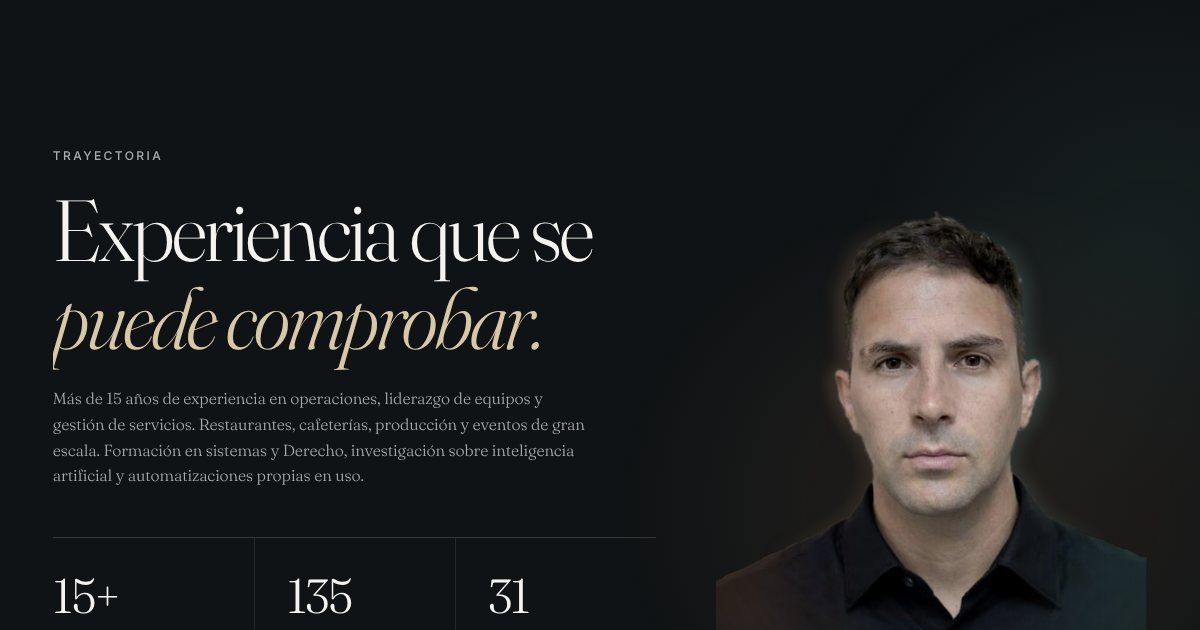 TRAYECTORIA
Experiencia que se
puede comprobar.
Más de 15 años de experiencia en operaciones, liderazgo de equipos y
gestión de servicios. Restaurantes, cafeterías, producción y eventos de gran
escala. Formación en sistemas y Derecho, investigación sobre inteligencia
artificial y automatizaciones propias en uso.
15+ 135 31